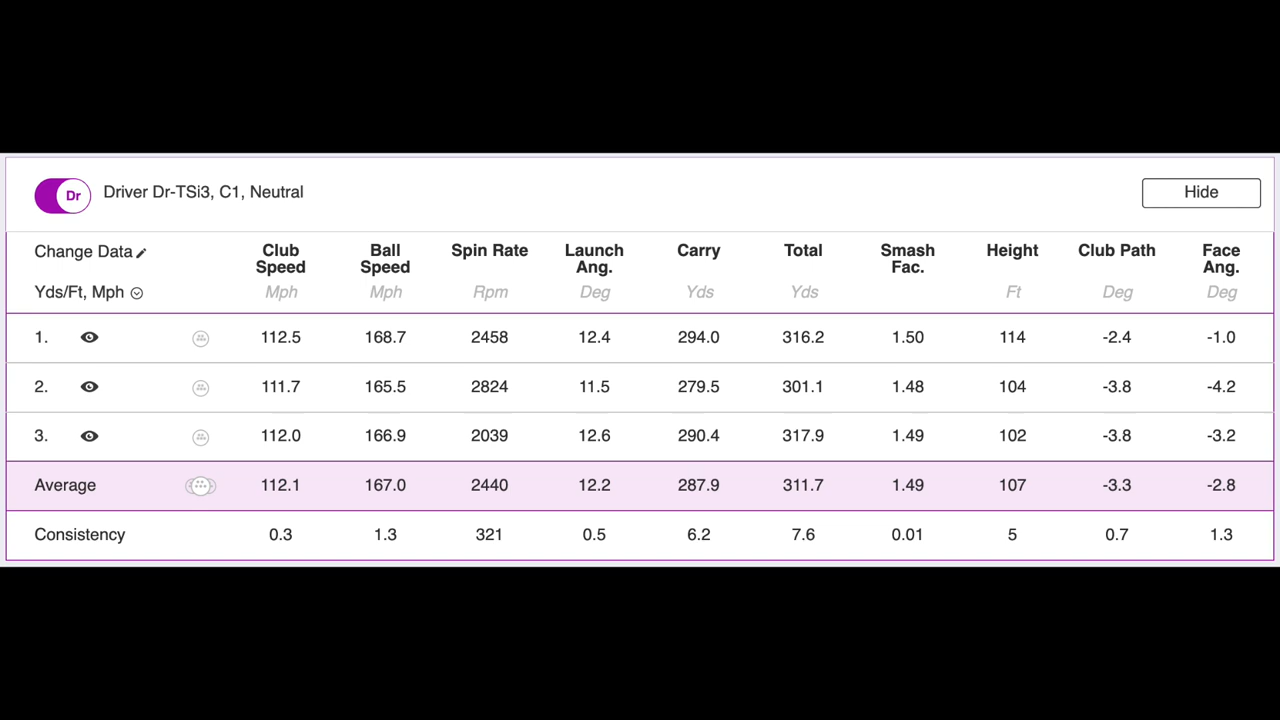 Dr Driver Dr-TSi3, C1, Neutral Hide
Change Data Club Speed Ball Speed Spin Rate Launch Ang. Carry Total Smash Fac. Height Club Path Face Ang.
Yds/Ft, Mph Mph Mph Rpm Deg Yds Yds Ft Deg Deg
1. 112.5 168.7 2458 12.4 294.0 316.2 1.50 114 -2.4 -1.0
2. 111.7 165.5 2824 11.5 279.5 301.1 1.48 104 -3.8 -4.2
3. 112.0 166.9 2039 12.6 290.4 317.9 1.49 102 -3.8 -3.2
Average 112.1 167.0 2440 12.2 287.9 311.7 1.49 107 -3.3 -2.8
Consistency 0.3 1.3 321 0.5 6.2 7.6 0.01 5 0.7 1.3